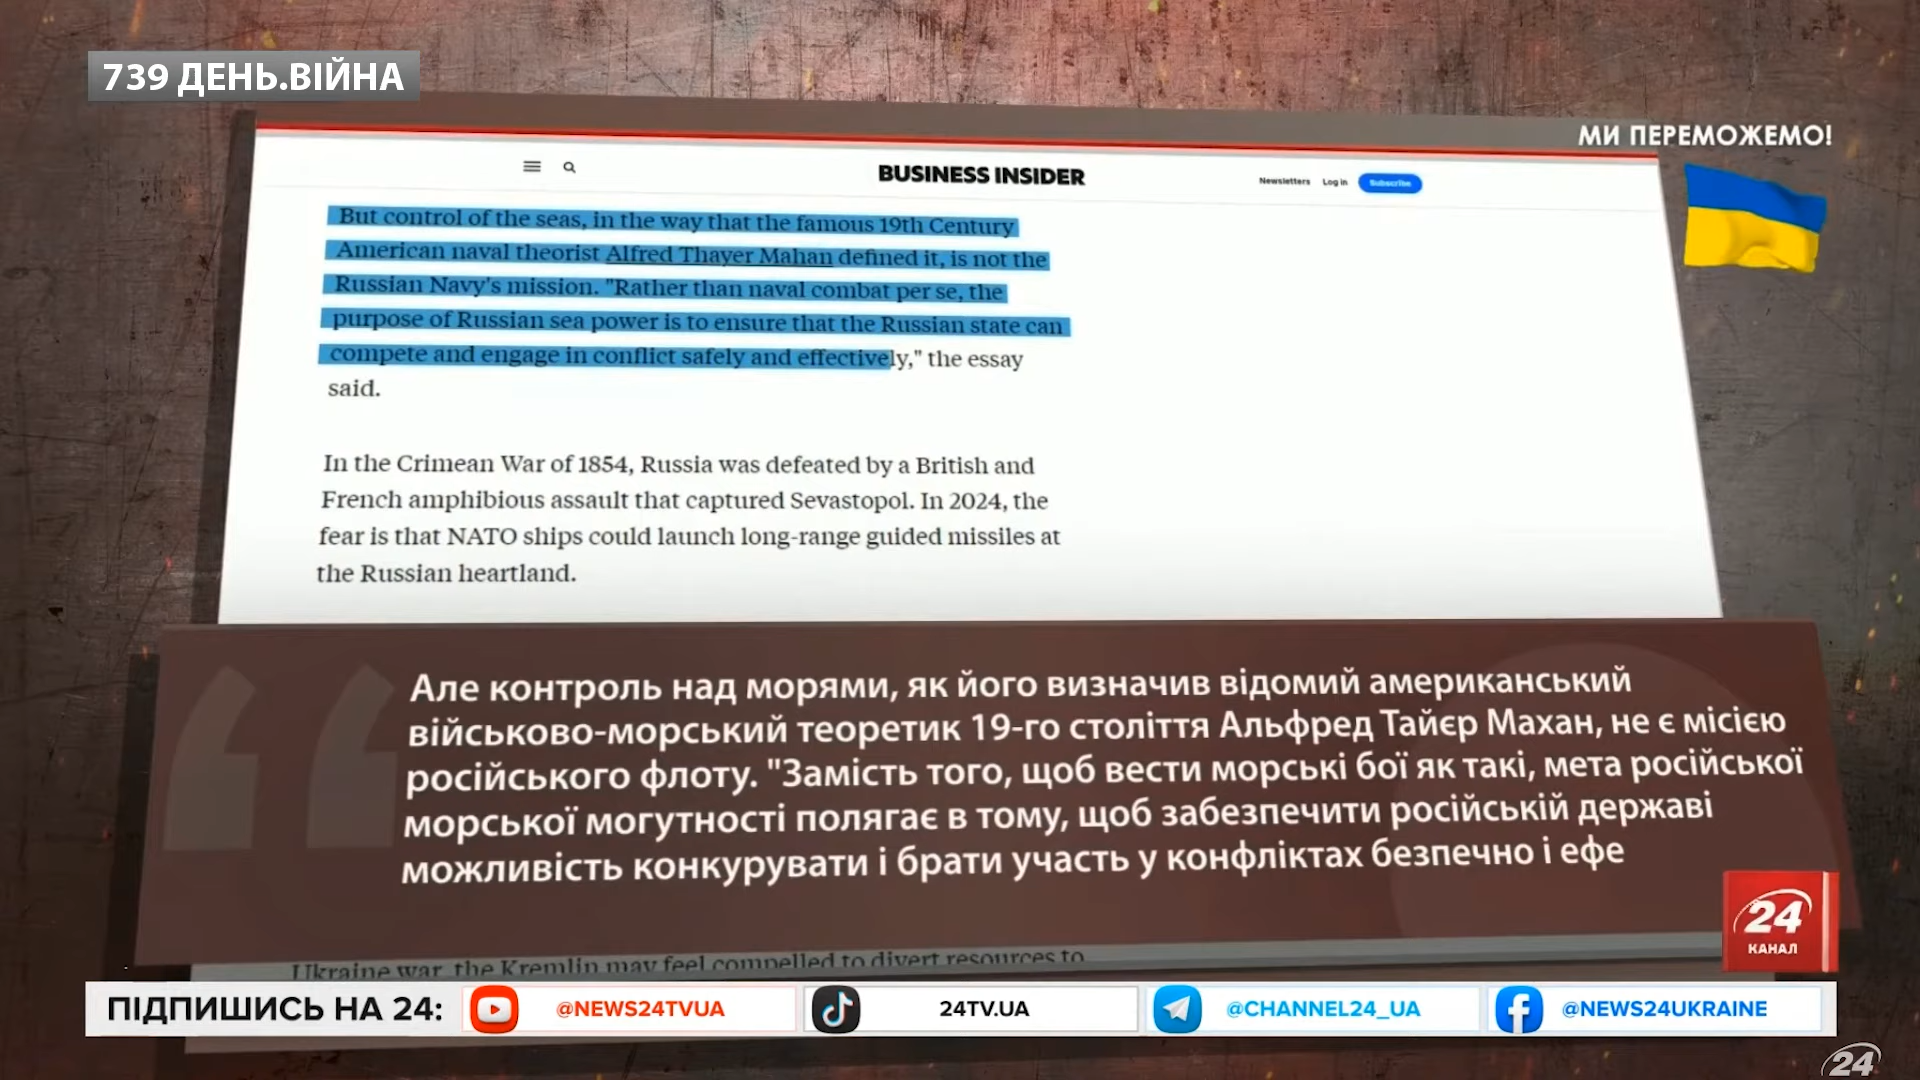 739 ДЕНЬ.ВІЙНА
МИ ПЕРЕМОЖЕМО!
BUSINESS INSIDER
Newsletters Log in Subscribe
But control of the seas, in the way that the famous 19th Century
American naval theorist Alfred Thayer Mahan defined it, is not the
Russian Navy's mission. "Rather than naval combat per se, the
purpose of Russian sea power is to ensure that the Russian state can
compete and engage in conflict safely and effectively," the essay
said.
In the Crimean War of 1854, Russia was defeated by a British and
French amphibious assault that captured Sevastopol. In 2024, the
fear is that NATO ships could launch long-range guided missiles at
the Russian heartland.
Але контроль над морями, як його визначив відомий американський
військово-морський теоретик 19-го століття Альфред Тайєр Махан, не є місією
російського флоту. "Замість того, щоб вести морські бої як такі, мета російської
морської могутності полягає в тому, щоб забезпечити російській державі
можливість конкурувати і брати участь у конфліктах безпечно і ефе
24
КАНАЛ
Ukraine war, the Kremlin may feel compelled to divert resources to
ПІДПИШИСЬ НА 24: @NEWS24TVUA 24TV.UA @CHANNEL24_UA @NEWS24UKRAINE
24